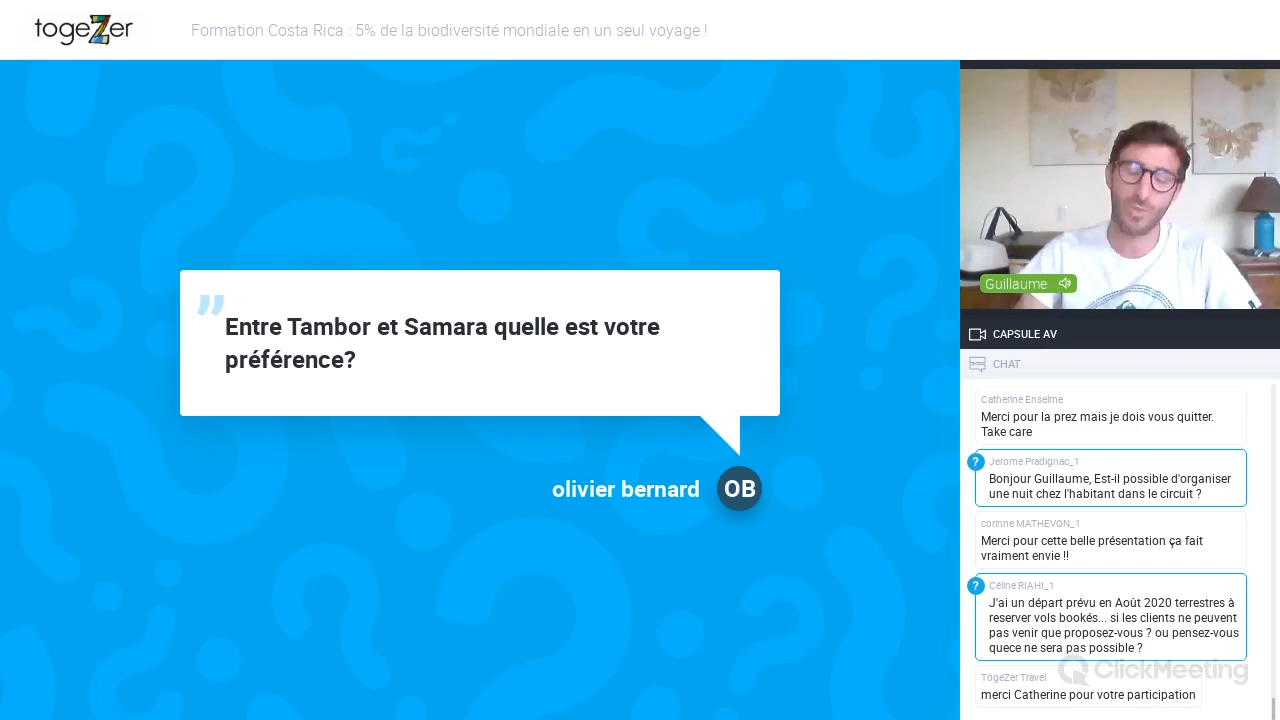 togeZer
Formation Costa Rica : 5% de la biodiversité mondiale en un seul voyage !
”
Entre Tambor et Samara quelle est votre
préférence?
olivier bernard
OB
Guillaume
CAPSULE AV
CHAT
Catherine Enselme
Merci pour la prez mais je dois vous quitter.
Take care
?
Jerome Pradignac_1
Bonjour Guillaume, Est-il possible d'organiser
une nuit chez l'habitant dans le circuit ?
corinne MATHEVON_1
Merci pour cette belle présentation ça fait
vraiment envie !!
?
Céline RIAHI_1
J'ai un départ prévu en Août 2020 terrestres à
reserver vols bookés... si les clients ne peuvent
pas venir que proposez-vous ? ou pensez-vous
quece ne sera pas possible ?
ClickMeeting
TogeZer Travel
merci Catherine pour votre participation